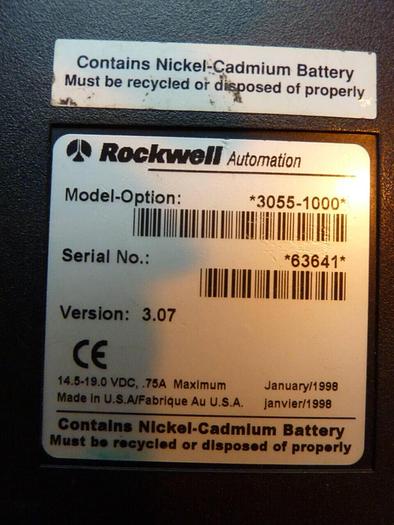 Contains Nickel-Cadmium Battery
Must be recycled or disposed of properly
Rockwell Automation
Model-Option: *3055-1000*
Serial No.: *63641*
Version: 3.07
CE
14.5-19.0 VDC, .75A Maximum January/1998
Made in U.S.A/Fabrique Au U.S.A. janvier/1998
Contains Nickel-Cadmium Battery
Must be recycled or disposed of properly